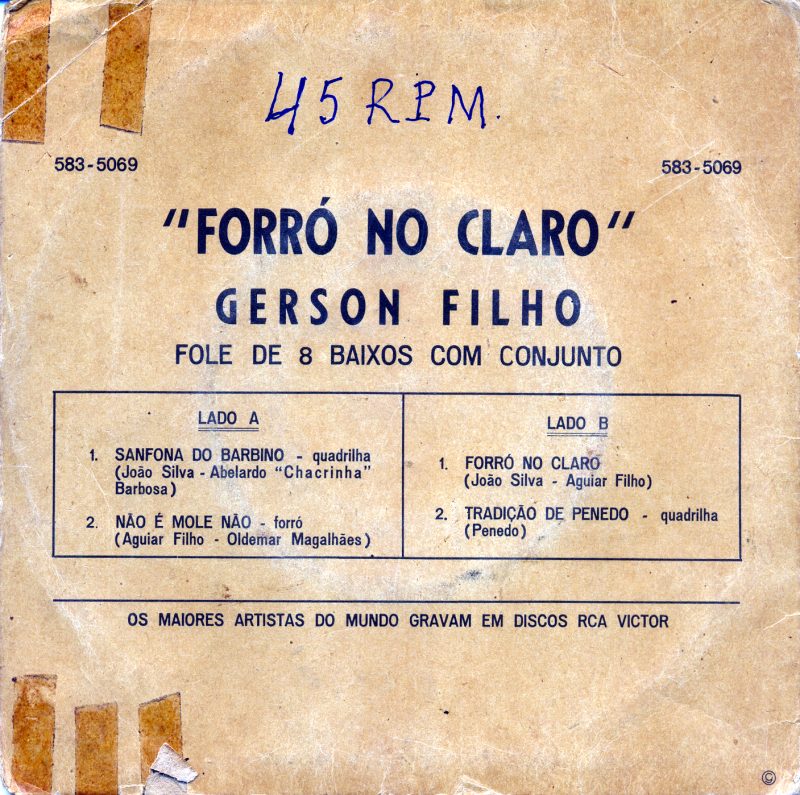 45 RPM.
583-5069
583-5069
"FORRÓ NO CLARO"
GERSON FILHO
FOLE DE 8 BAIXOS COM CONJUNTO
LADO A
1. SANFONA DO BARBINO - quadrilha
(João Silva - Abelardo "Chacrinha"
Barbosa)
2. NÃO É MOLE NÃO - forró
(Aguiar Filho - Oldemar Magalhães)
LADO B
1. FORRÓ NO CLARO
(João Silva - Aguiar Filho)
2. TRADIÇÃO DE PENEDO - quadrilha
(Penedo)
OS MAIORES ARTISTAS DO MUNDO GRAVAM EM DISCOS RCA VICTOR
©